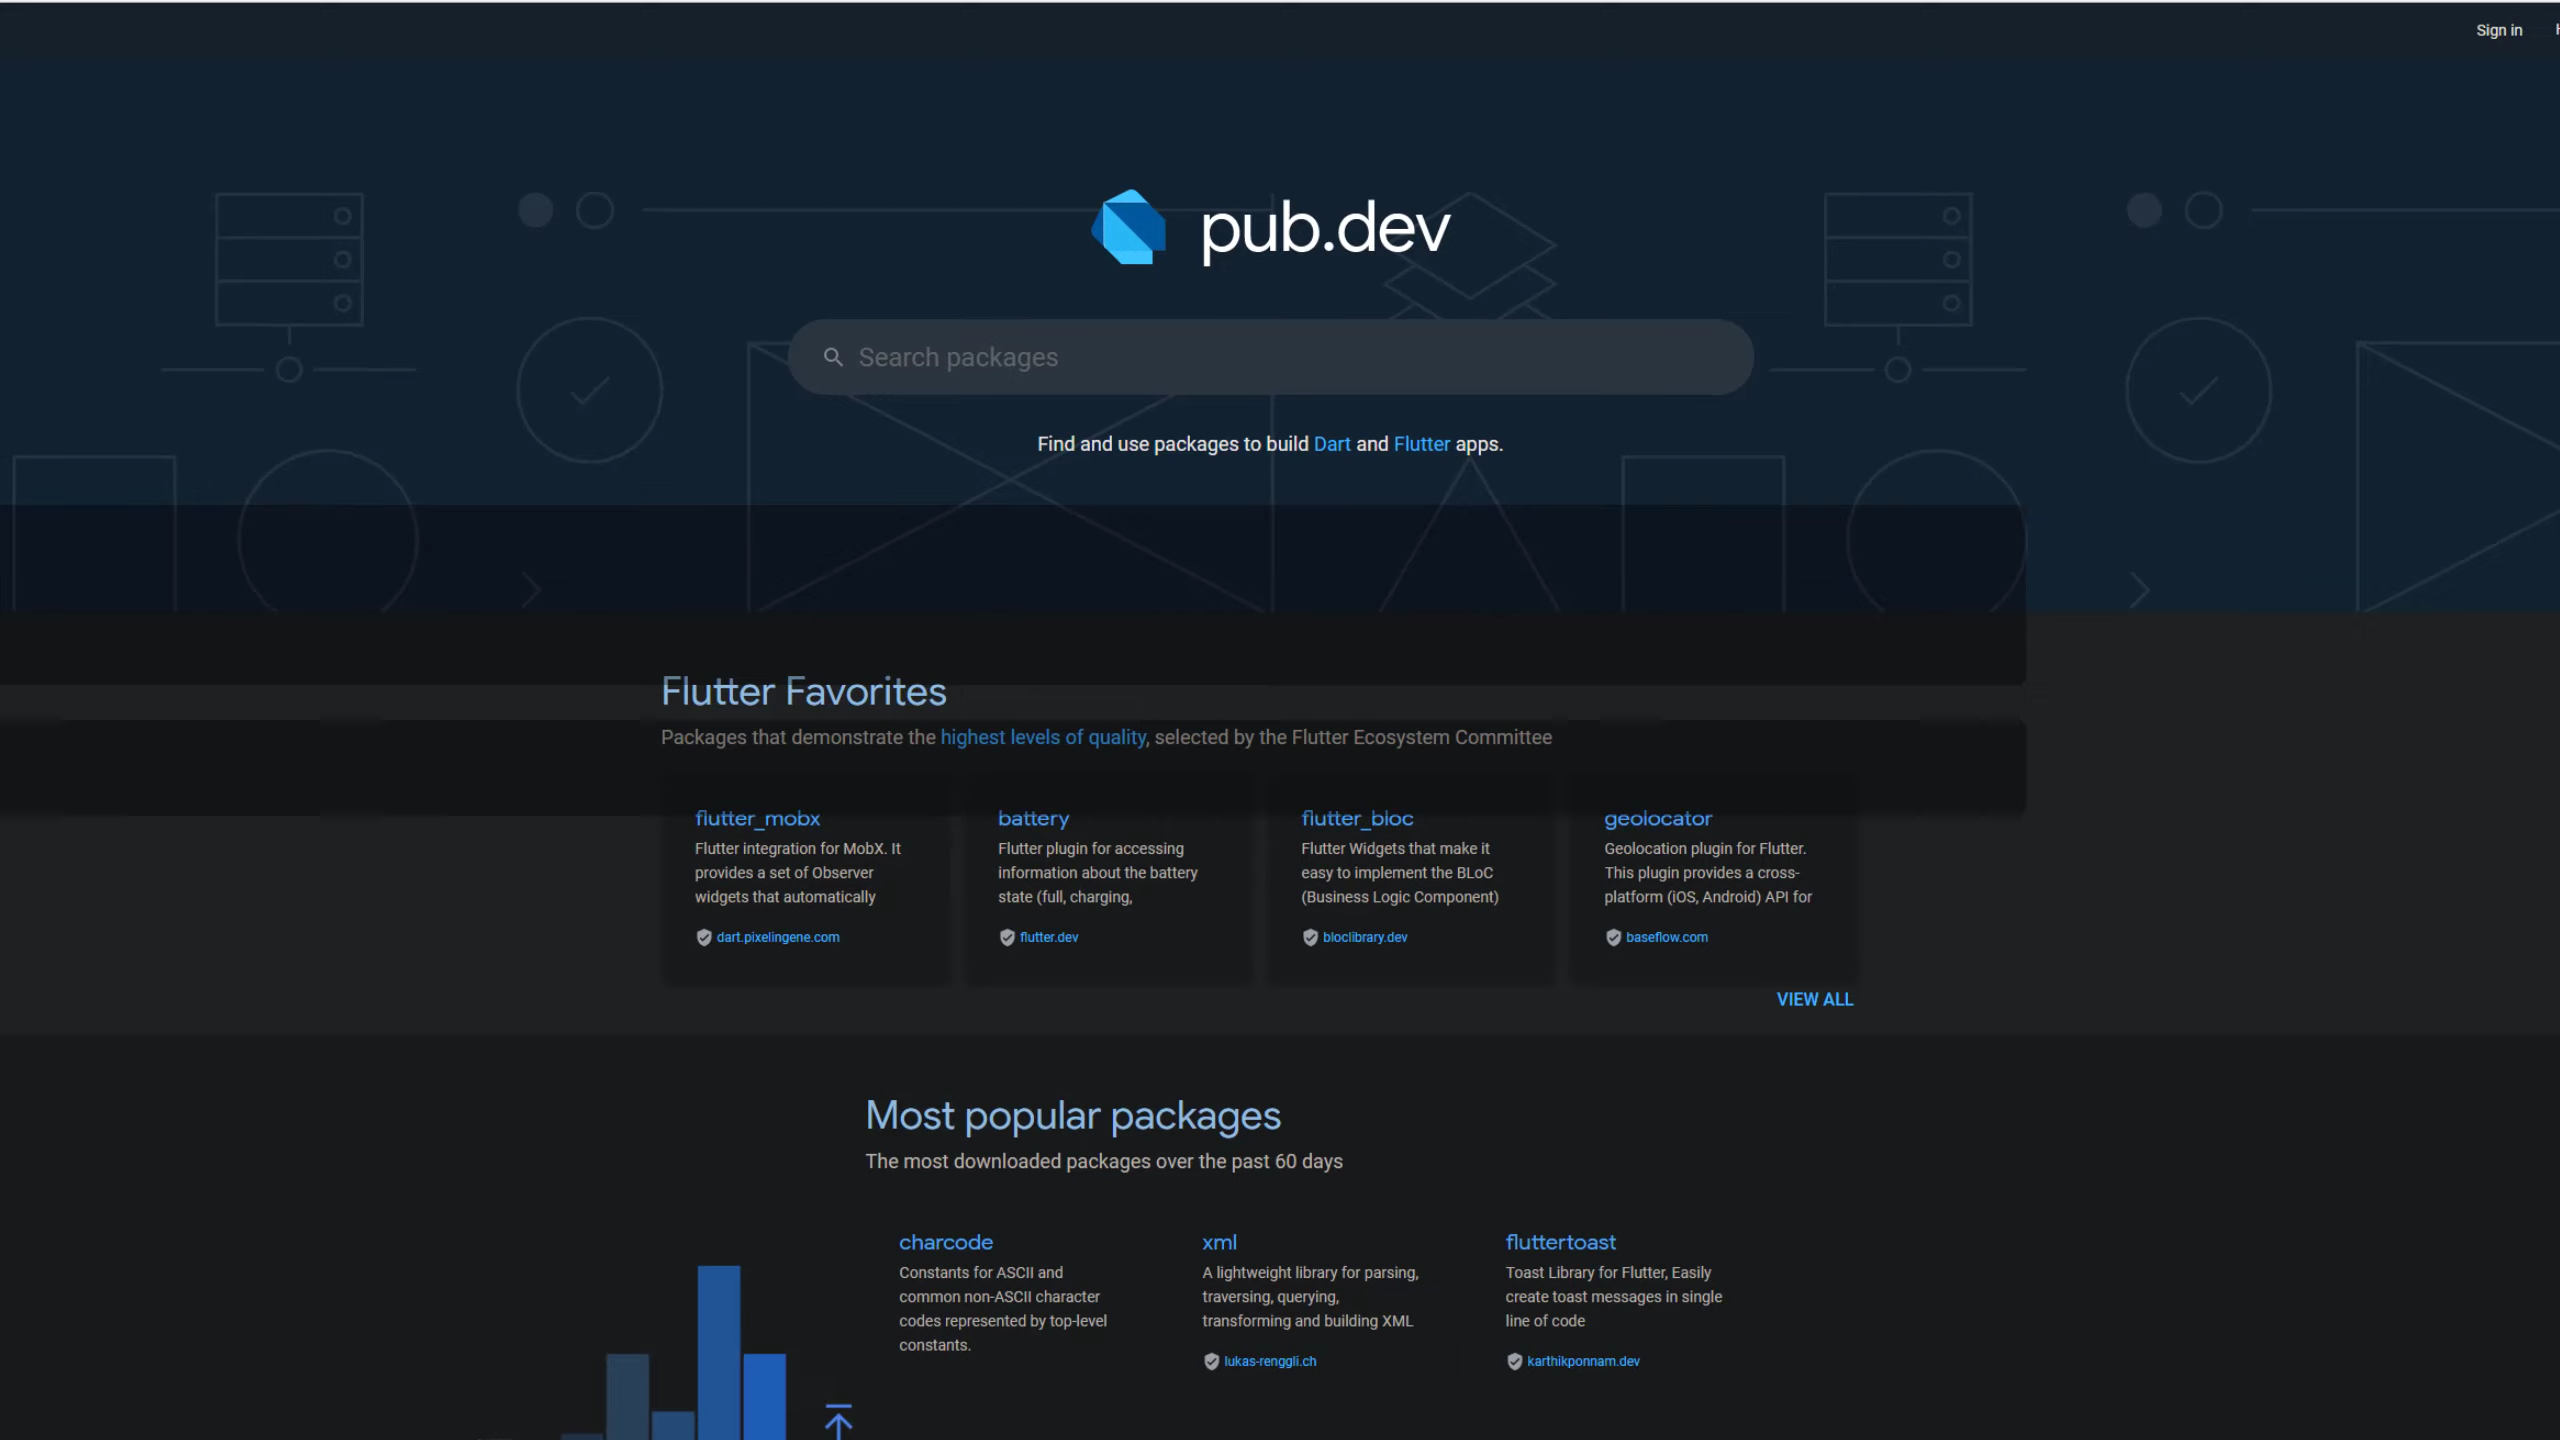 Sign in
pub.dev
Search packages
Find and use packages to build Dart and Flutter apps.
Flutter Favorites
Packages that demonstrate the highest levels of quality, selected by the Flutter Ecosystem Committee
flutter_mobx
Flutter integration for MobX. It
provides a set of Observer
widgets that automatically
dart.pixelingene.com
battery
Flutter plugin for accessing
information about the battery
state (full, charging,
flutter.dev
flutter_bloc
Flutter Widgets that make it
easy to implement the BLoC
(Business Logic Component)
bloclibrary.dev
geolocator
Geolocation plugin for Flutter.
This plugin provides a cross-
platform (iOS, Android) API for
baseflow.com
VIEW ALL
Most popular packages
The most downloaded packages over the past 60 days
charcode
Constants for ASCII and
common non-ASCII character
codes represented by top-level
constants.
xml
A lightweight library for parsing,
traversing, querying,
transforming and building XML
lukas-renggli.ch
fluttertoast
Toast Library for Flutter, Easily
create toast messages in single
line of code
karthikponnam.dev